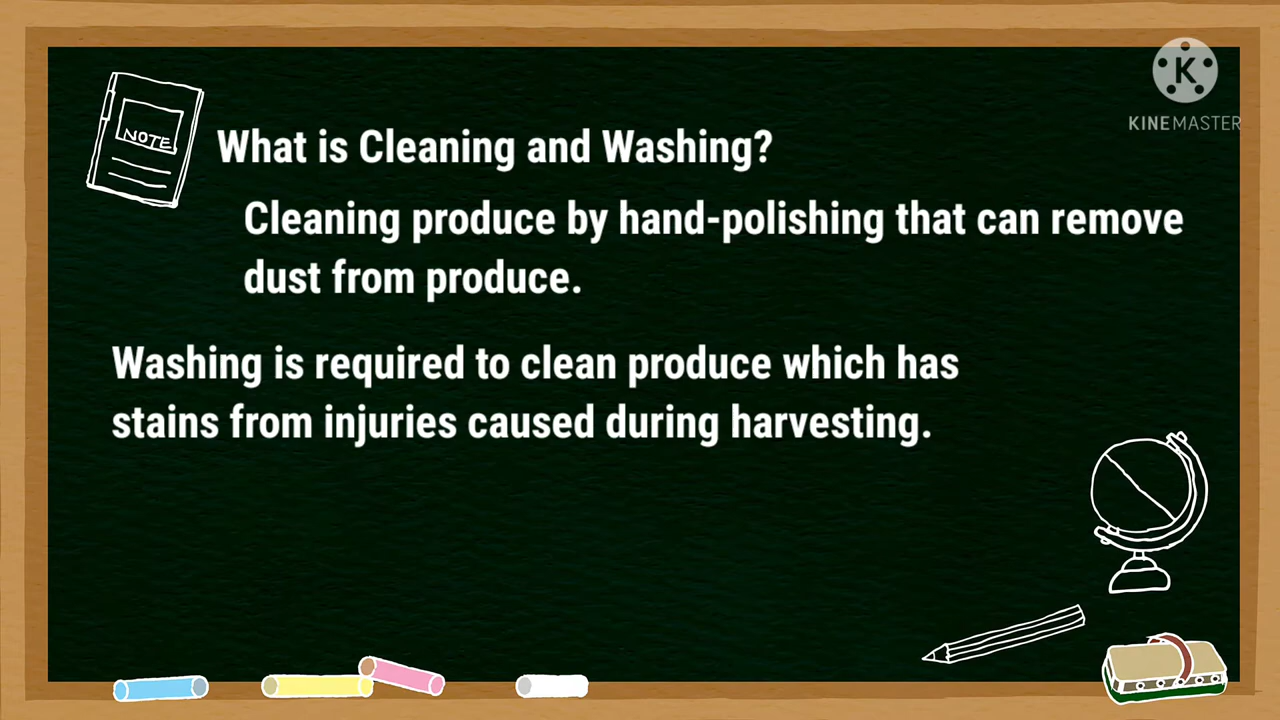 NOTE
What is Cleaning and Washing?
Cleaning produce by hand-polishing that can remove
dust from produce.
Washing is required to clean produce which has
stains from injuries caused during harvesting.
K
KINEMASTER